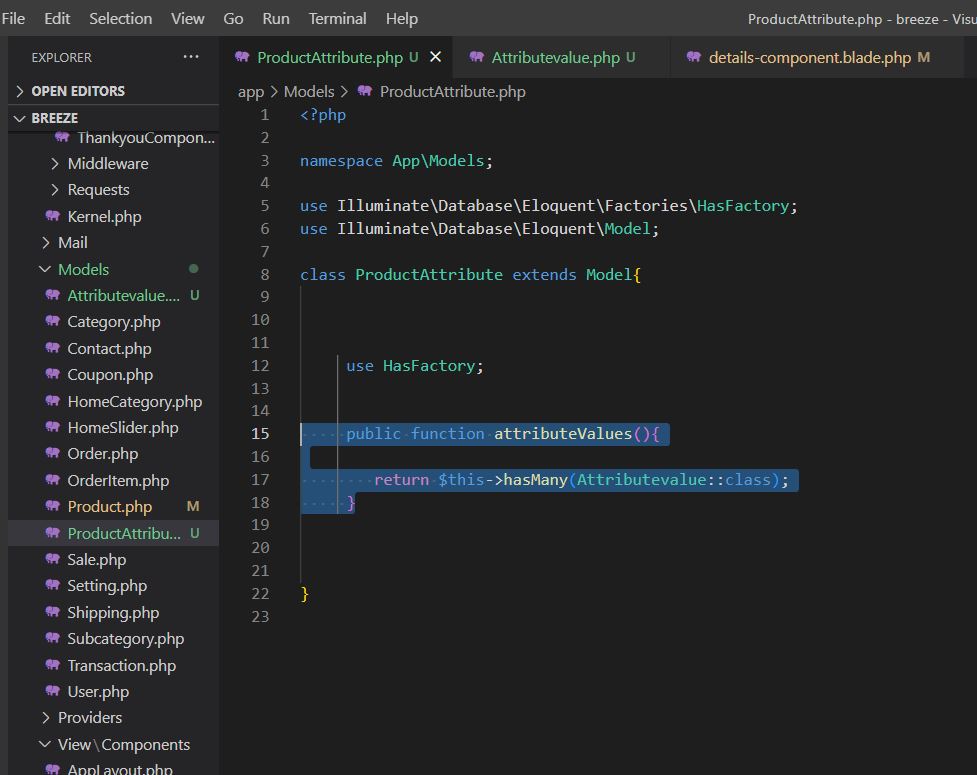 File Edit Selection View Go Run Terminal Help ProductAttribute.php - breeze - Visu
EXPLORER ...
ProductAttribute.php U
Attributevalue.php U
details-component.blade.php M
OPEN EDITORS
BREEZE
ThankyouCompon...
Middleware
Requests
Kernel.php
Mail
Models
Attributevalue.... U
Category.php
Contact.php
Coupon.php
HomeCategory.php
HomeSlider.php
Order.php
OrderItem.php
Product.php M
ProductAttribu... U
Sale.php
Setting.php
Shipping.php
Subcategory.php
Transaction.php
User.php
Providers
View\Components
AppLayout.php
app > Models > ProductAttribute.php
1 <?php
2
3 namespace App\Models;
4
5 use Illuminate\Database\Eloquent\Factories\HasFactory;
6 use Illuminate\Database\Eloquent\Model;
7
8 class ProductAttribute extends Model{
9
10
11
12 use HasFactory;
13
14
15 public function attributeValues(){
16
17 return $this->hasMany(Attributevalue::class);
18 }
19
20
21
22 }
23